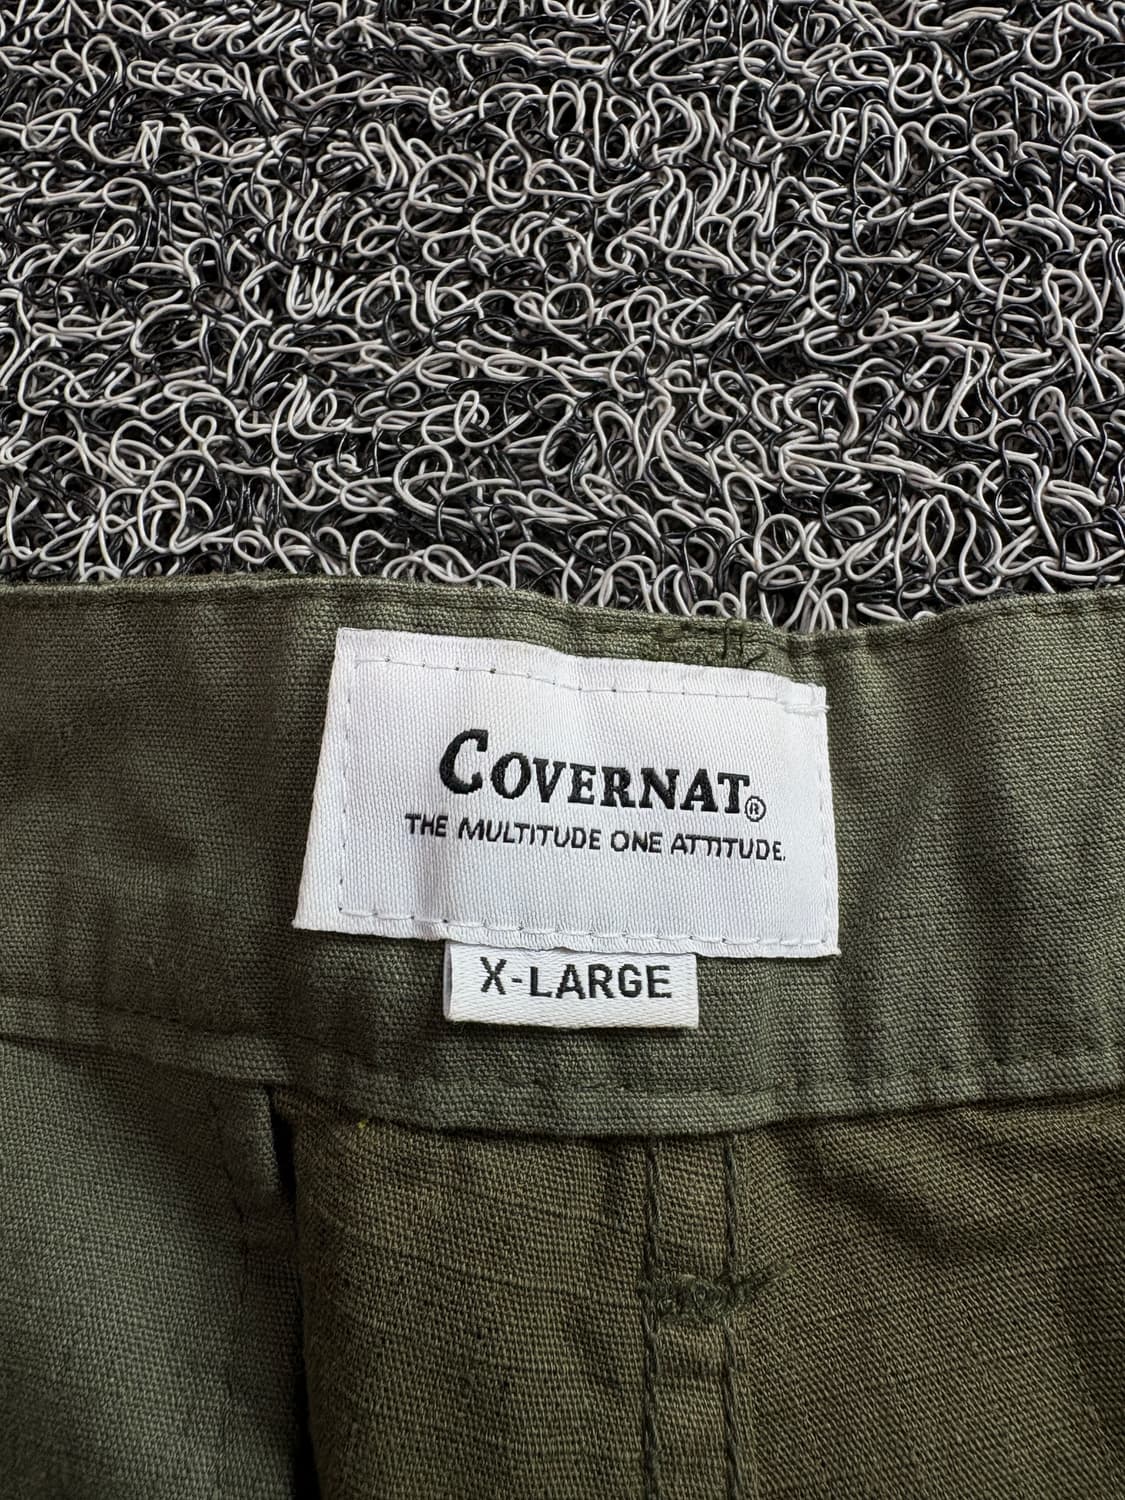 COVERNAT®
THE MULTITUDE ONE ATTITUDE.
X-LARGE